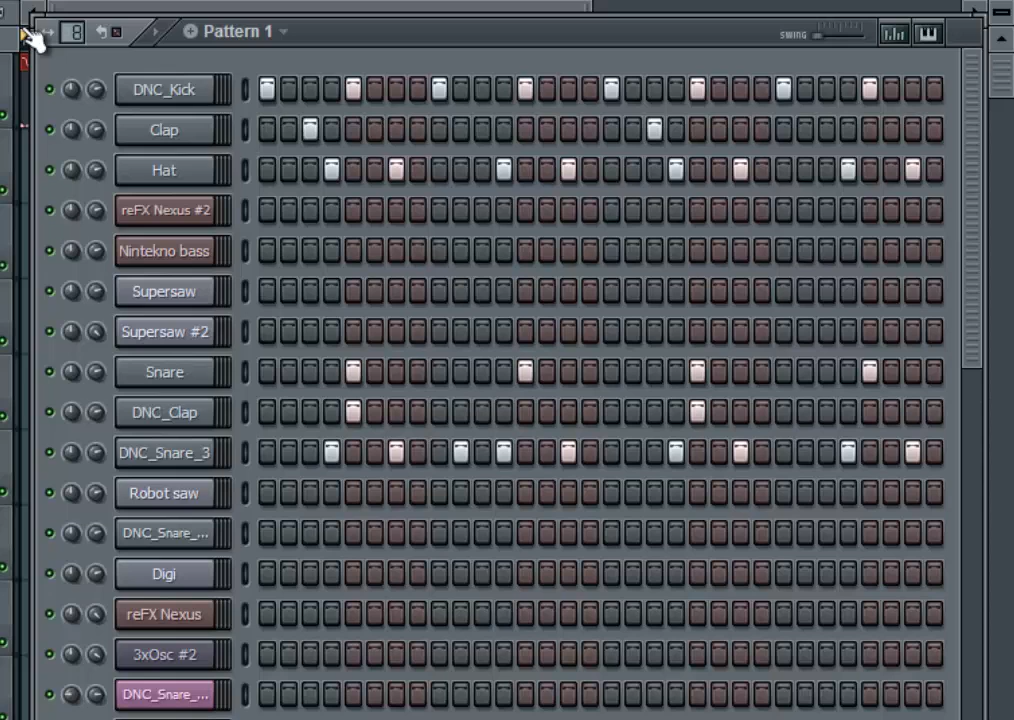 8 Pattern 1 SWING
DNC_Kick
Clap
Hat
reFX Nexus #2
Nintekno bass
Supersaw
Supersaw #2
Snare
DNC_Clap
DNC_Snare_3
Robot saw
DNC_Snare_...
Digi
reFX Nexus
3xOsc #2
DNC_Snare_...